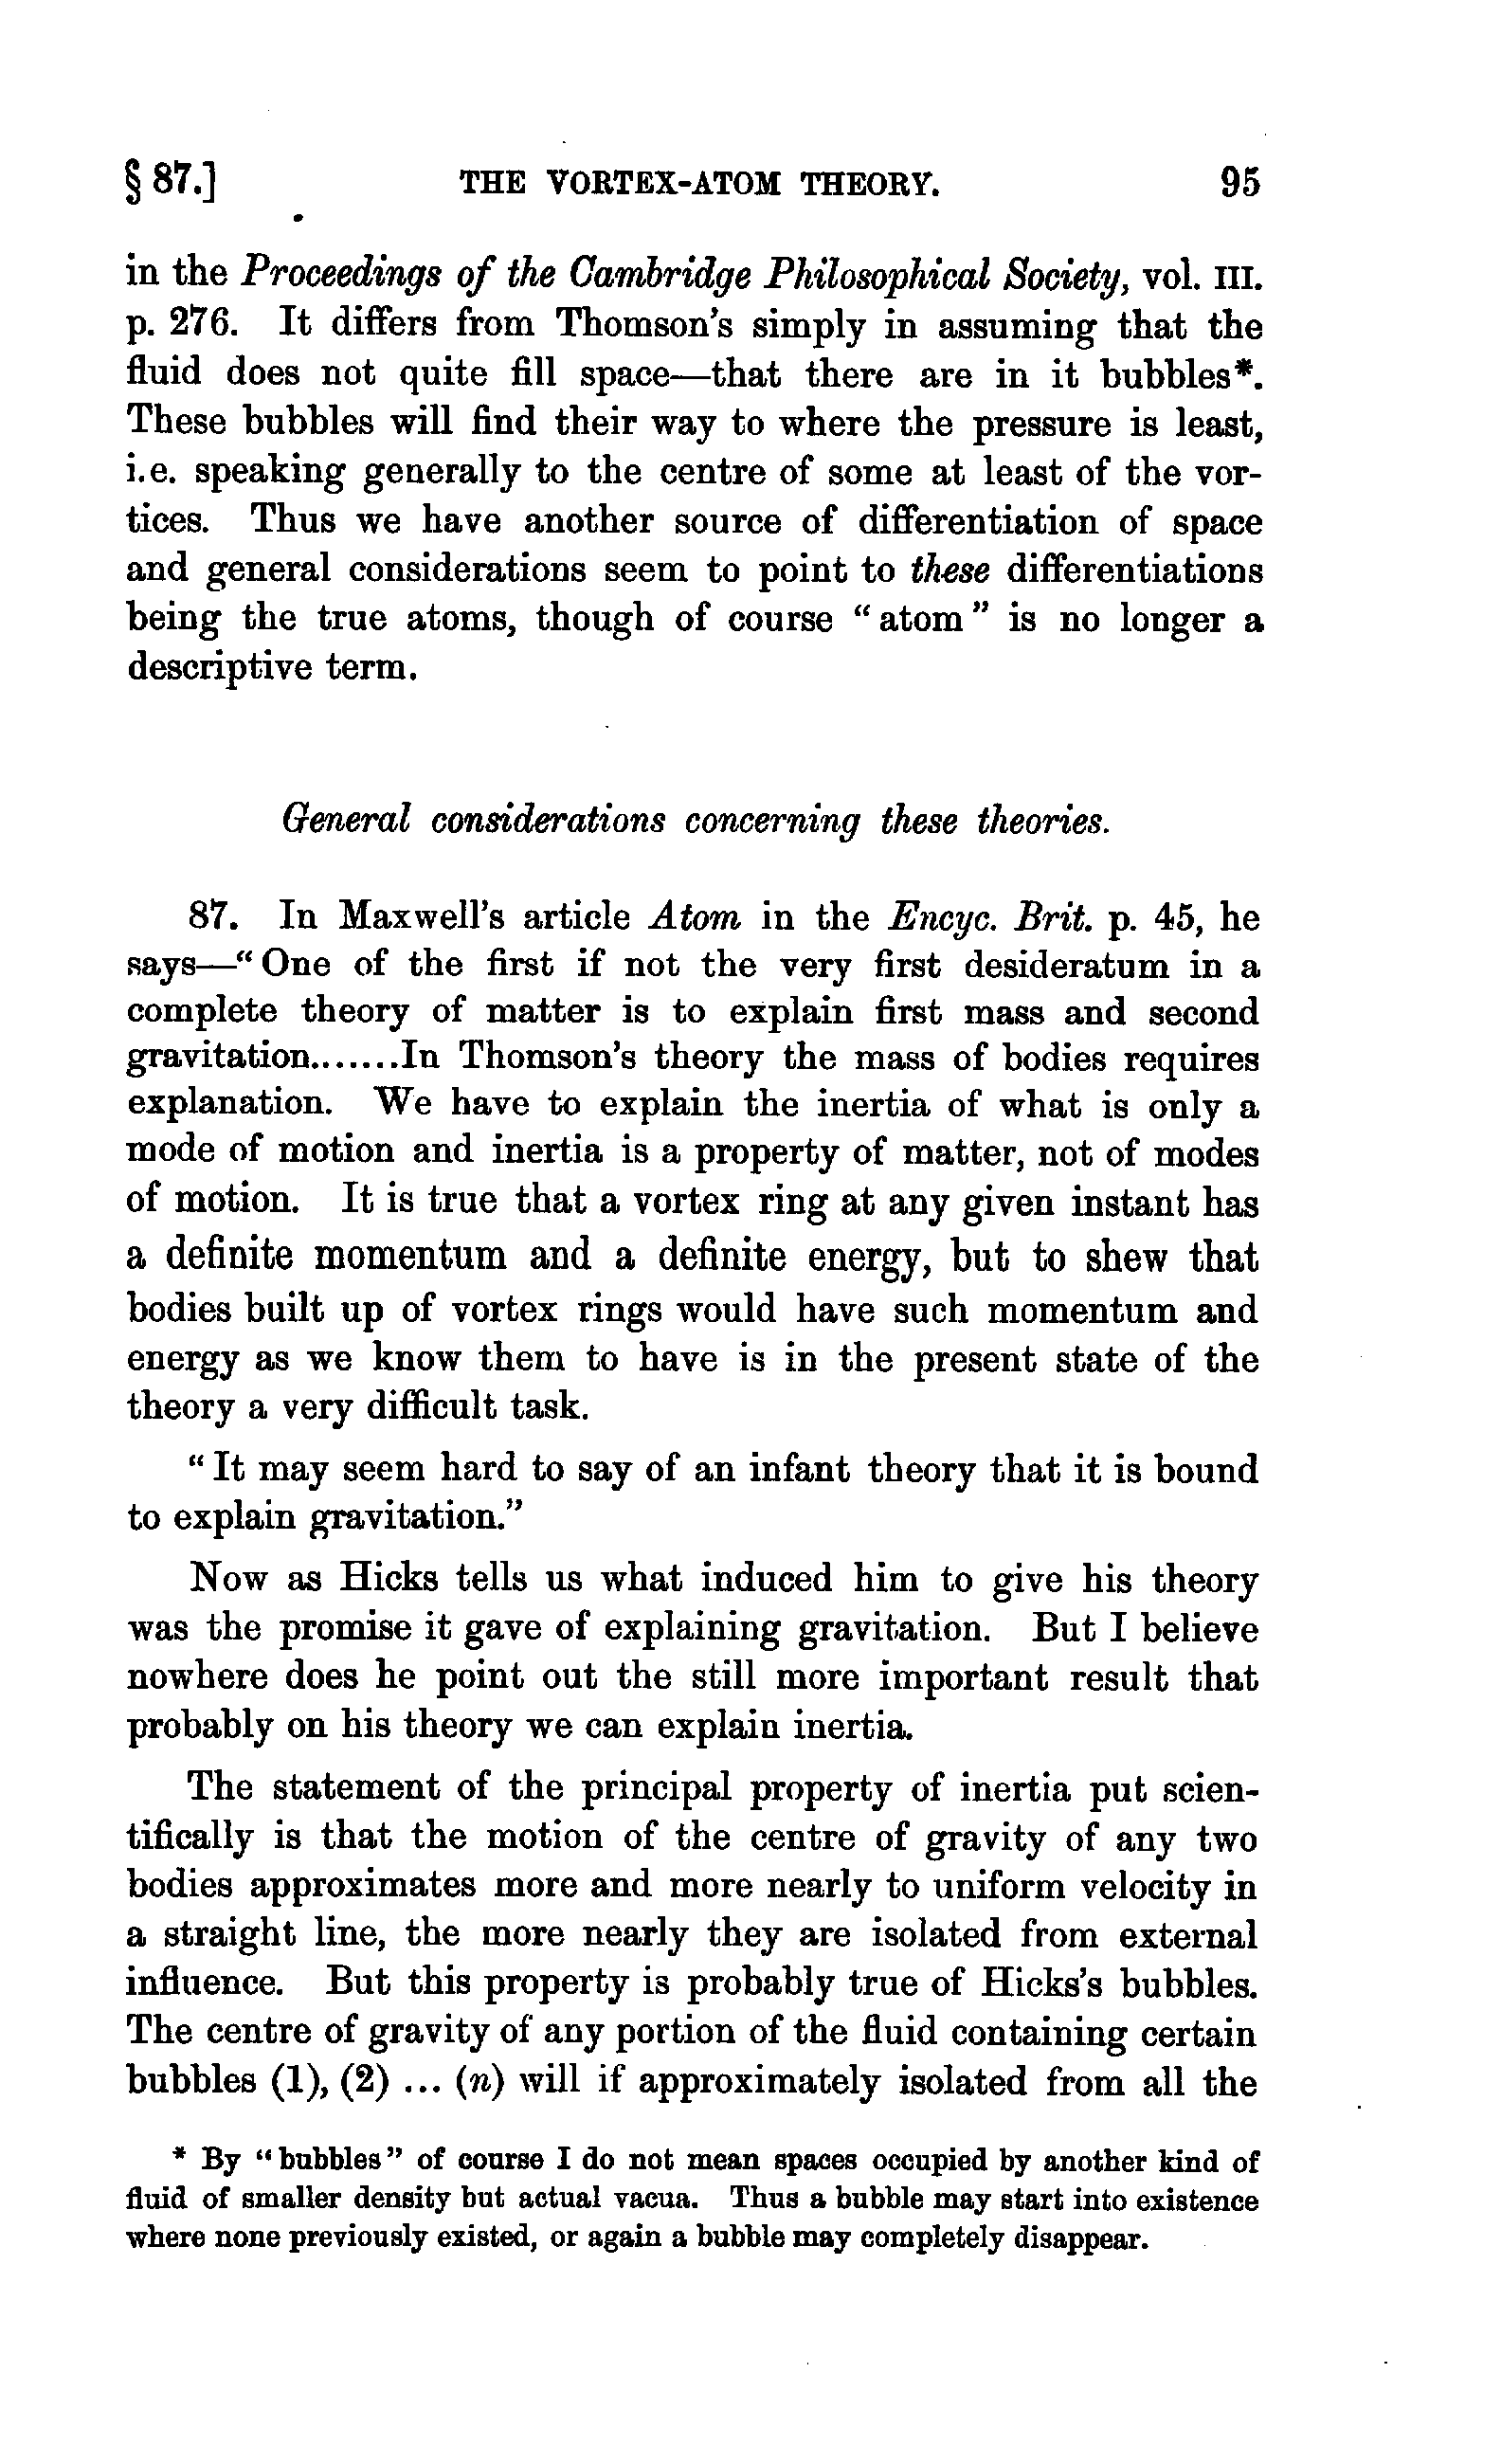 § 87.] THE VORTEX-ATOM THEORY. 95
in the Proceedings of the Cambridge Philosophical Society, vol. III.
p. 276. It differs from Thomson's simply in assuming that the
fluid does not quite fill space—that there are in it bubbles*.
These bubbles will find their way to where the pressure is least,
i.e. speaking generally to the centre of some at least of the vor-
tices. Thus we have another source of differentiation of space
and general considerations seem to point to these differentiations
being the true atoms, though of course "atom" is no longer a
descriptive term.
General considerations concerning these theories.
87. In Maxwell's article Atom in the Encyc. Brit. p. 45, he
says—"One of the first if not the very first desideratum in a
complete theory of matter is to explain first mass and second
gravitation.......In Thomson's theory the mass of bodies requires
explanation. We have to explain the inertia of what is only a
mode of motion and inertia is a property of matter, not of modes
of motion. It is true that a vortex ring at any given instant has
a definite momentum and a definite energy, but to shew that
bodies built up of vortex rings would have such momentum and
energy as we know them to have is in the present state of the
theory a very difficult task.
"It may seem hard to say of an infant theory that it is bound
to explain gravitation."
Now as Hicks tells us what induced him to give his theory
was the promise it gave of explaining gravitation. But I believe
nowhere does he point out the still more important result that
probably on his theory we can explain inertia.
The statement of the principal property of inertia put scien-
tifically is that the motion of the centre of gravity of any two
bodies approximates more and more nearly to uniform velocity in
a straight line, the more nearly they are isolated from external
influence. But this property is probably true of Hicks's bubbles.
The centre of gravity of any portion of the fluid containing certain
bubbles (1), (2) ... (n) will if approximately isolated from all the
* By "bubbles" of course I do not mean spaces occupied by another kind of
fluid of smaller density but actual vacua. Thus a bubble may start into existence
where none previously existed, or again a bubble may completely disappear.